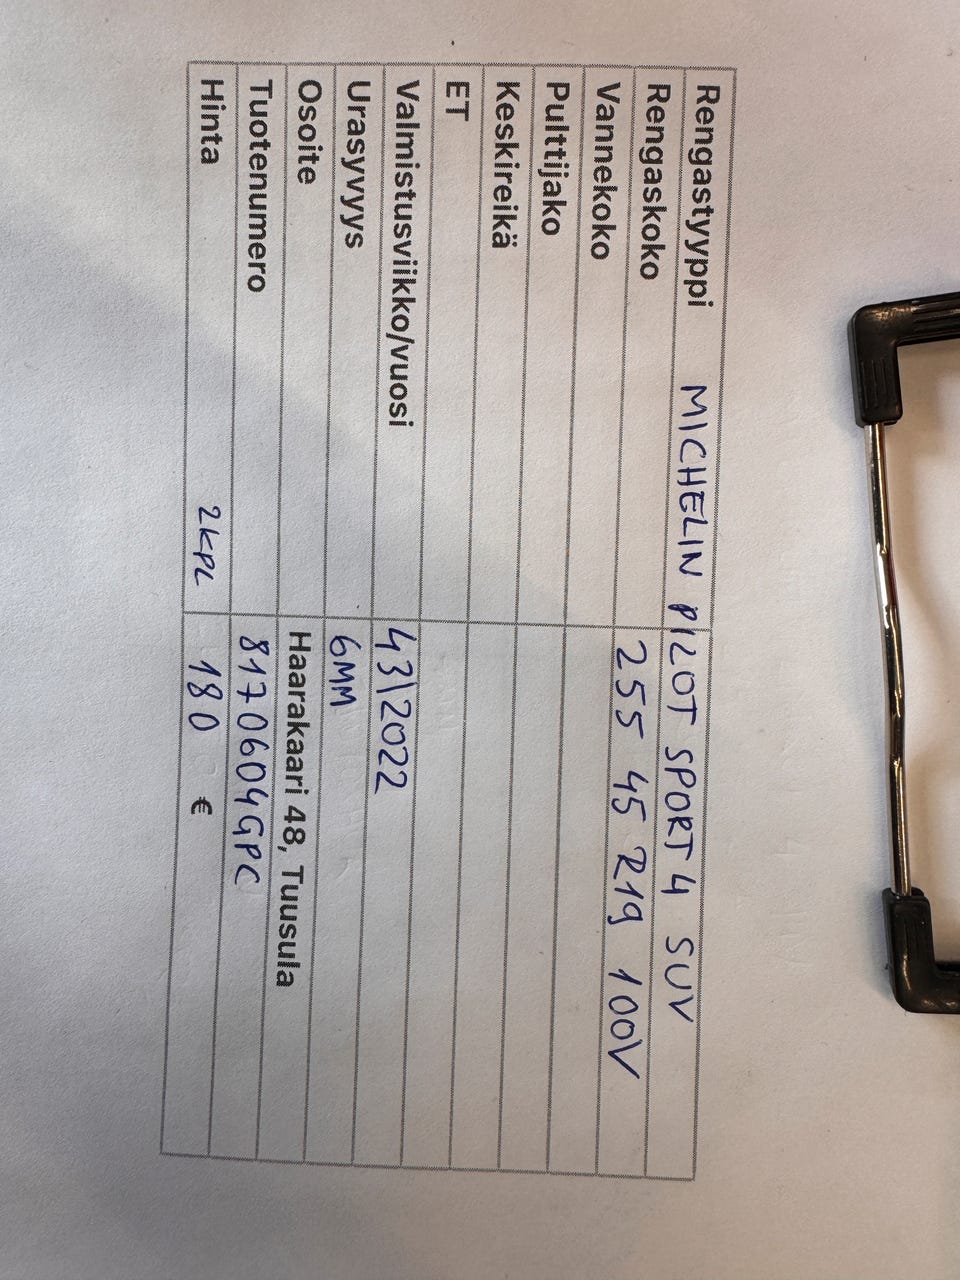 Rengastyyppi MICHELIN PILOT SPORT 4 SUV
Rengaskoko 255 45 R19 100V
Vannekoko
Pulttijako
Keskireikä
ET
Valmistusviikko/vuosi 43\2022
Urasyvyys 6MM
Osoite Haarakaari 48, Tuusula
Tuotenumero 8170604GPC
Hinta 2KPL 180 €